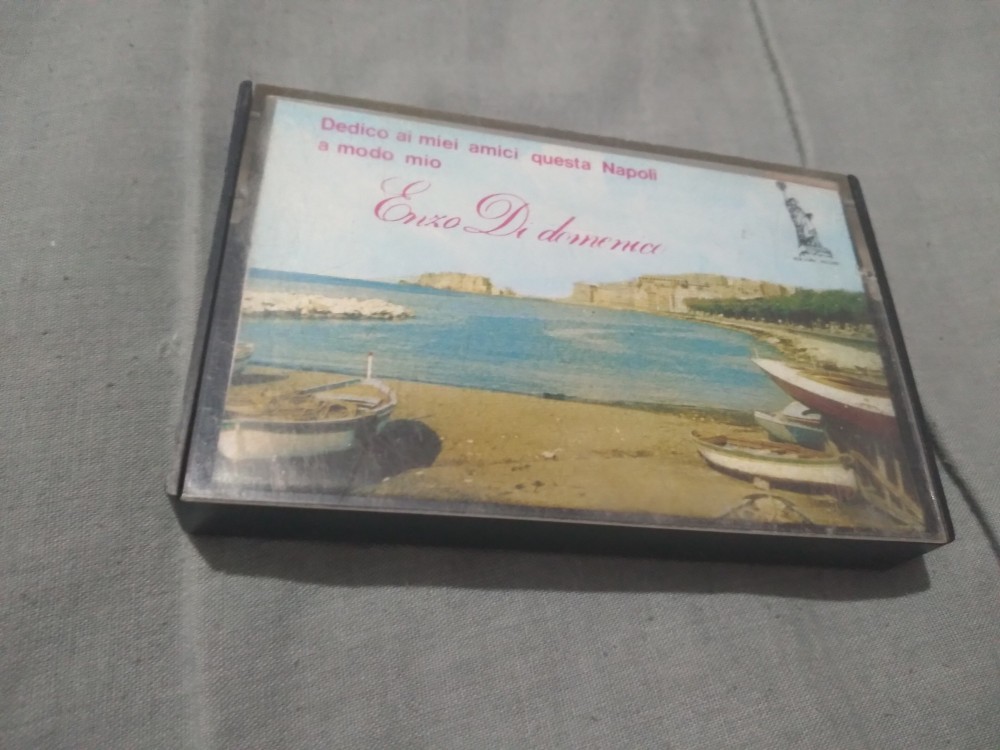 Dedico ai miei amici questa Napoli
a modo mio
Enzo Di domenico